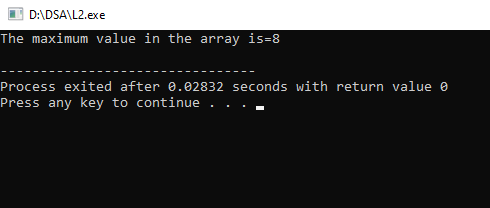 D:\DSA\L2.exe
The maximum value in the array is=8
--------------------------------
Process exited after 0.02832 seconds with return value 0
Press any key to continue . . .